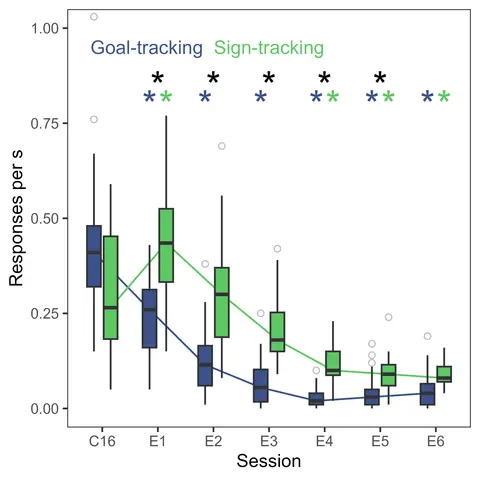 1.00
Goal-tracking Sign-tracking
* * * * *
* * * * * * * * * *
0.75
0.50
0.25
0.00
Responses per s
C16 E1 E2 E3 E4 E5 E6
Session